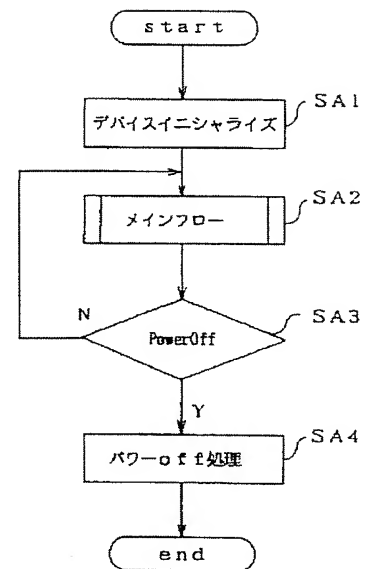 start
デバイスイニシャライズ
SA1
メインフロー
SA2
PowerOff
SA3
N
Y
パワーoff処理
SA4
end